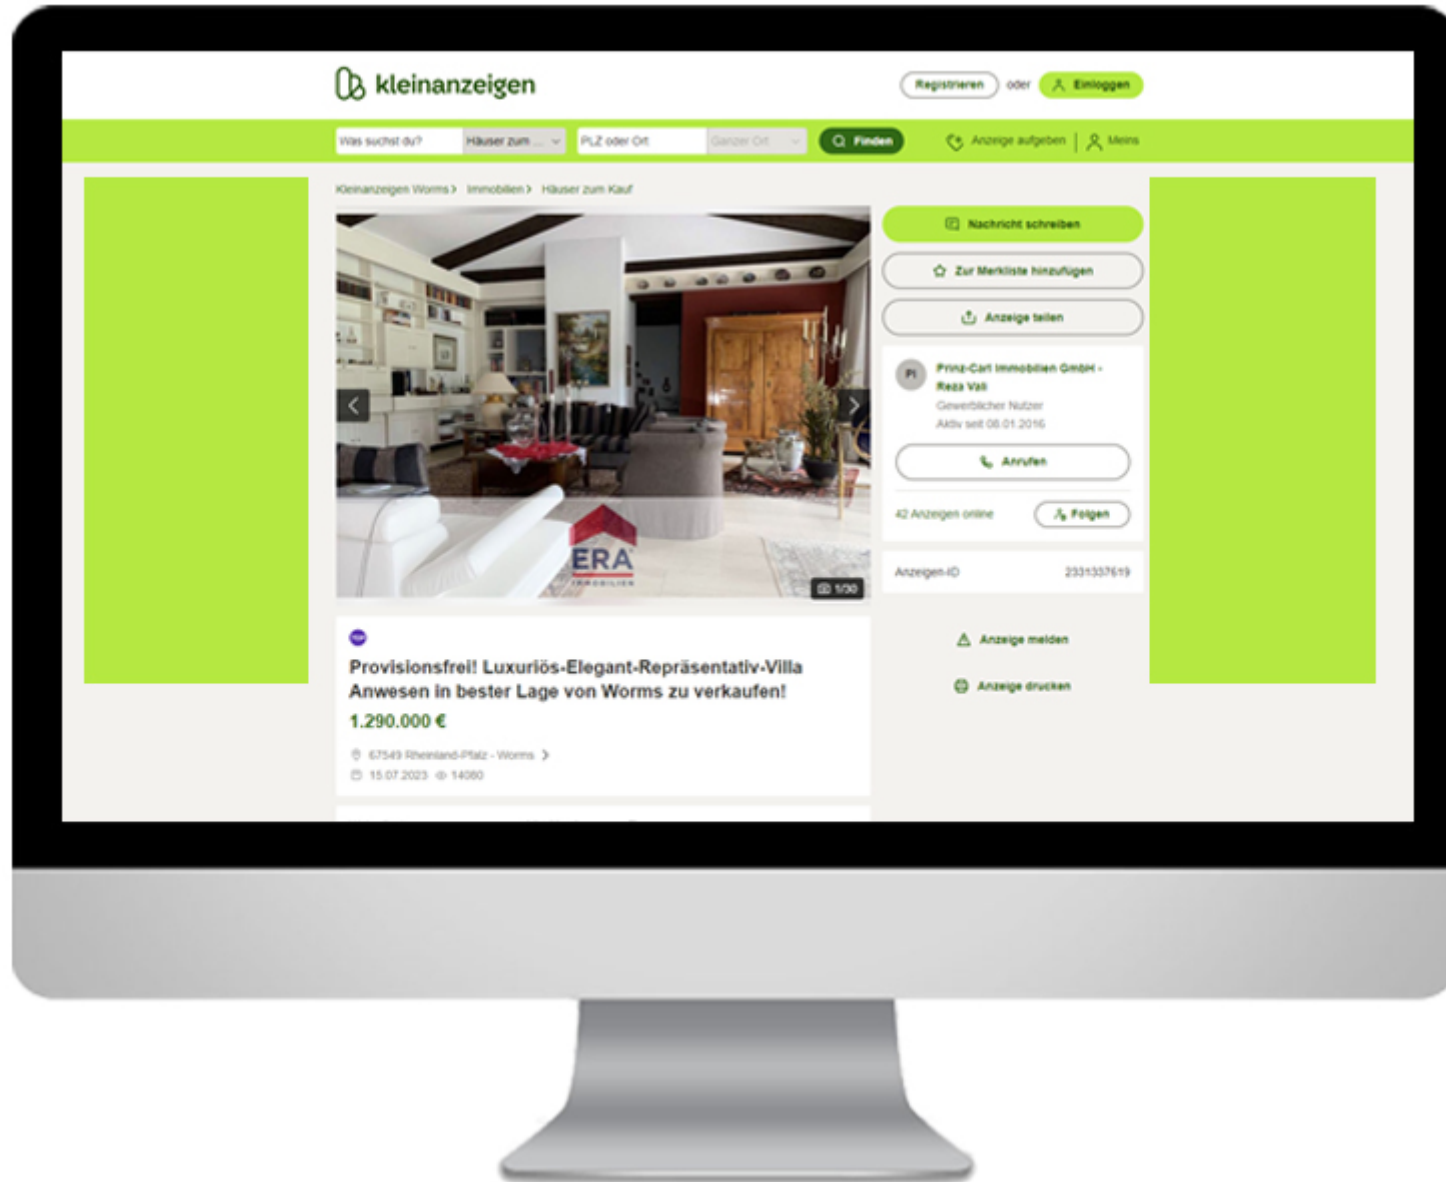 kleinanzeigen
Registrieren oder Einloggen
Was suchst du? Häuser zum ... PLZ oder Ort Ganzer Ort Finden Anzeige aufgeben Meins
Kleinanzeigen Worms > Immobilien > Häuser zum Kauf
Nachricht schreiben
Zur Merkliste hinzufügen
Anzeige teilen
PI
Prinz-Carl Immobilien GmbH -
Reza Vali
Gewerblicher Nutzer
Aktiv seit 08.01.2016
Anrufen
42 Anzeigen online Folgen
Anzeigen-ID 2331337619
Anzeige melden
Anzeige drucken
ERA
IMMOBILIEN
1/30
TOP
Provisionsfrei! Luxuriös-Elegant-Repräsentativ-Villa
Anwesen in bester Lage von Worms zu verkaufen!
1.290.000 €
67549 Rheinland-Pfalz - Worms >
15.07.2023 14080